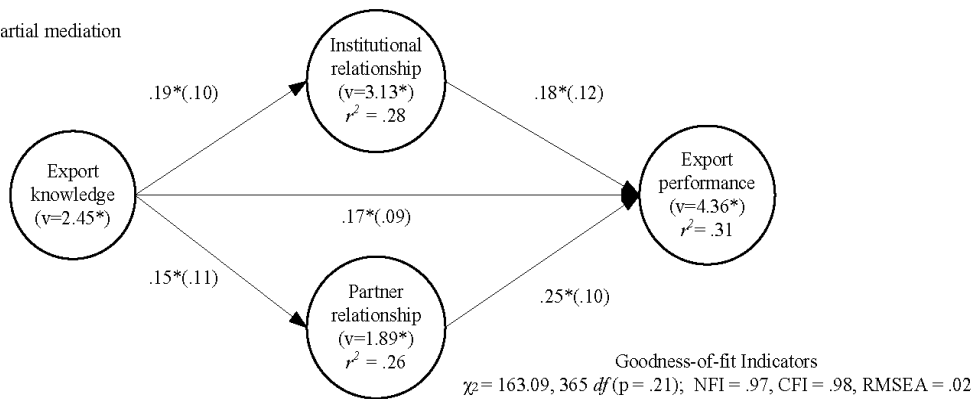 artial mediation
Institutional
relationship
(v=3.13*)
r² = .28
.19*(.10)
.18*(.12)
Export
knowledge
(v=2.45*)
Export
performance
(v=4.36*)
r²= .31
.17*(.09)
.15*(.11)
.25*(.10)
Partner
relationship
(v=1.89*)
r² = .26
Goodness-of-fit Indicators
χ₂ = 163.09, 365 df (p = .21); NFI = .97, CFI = .98, RMSEA = .02